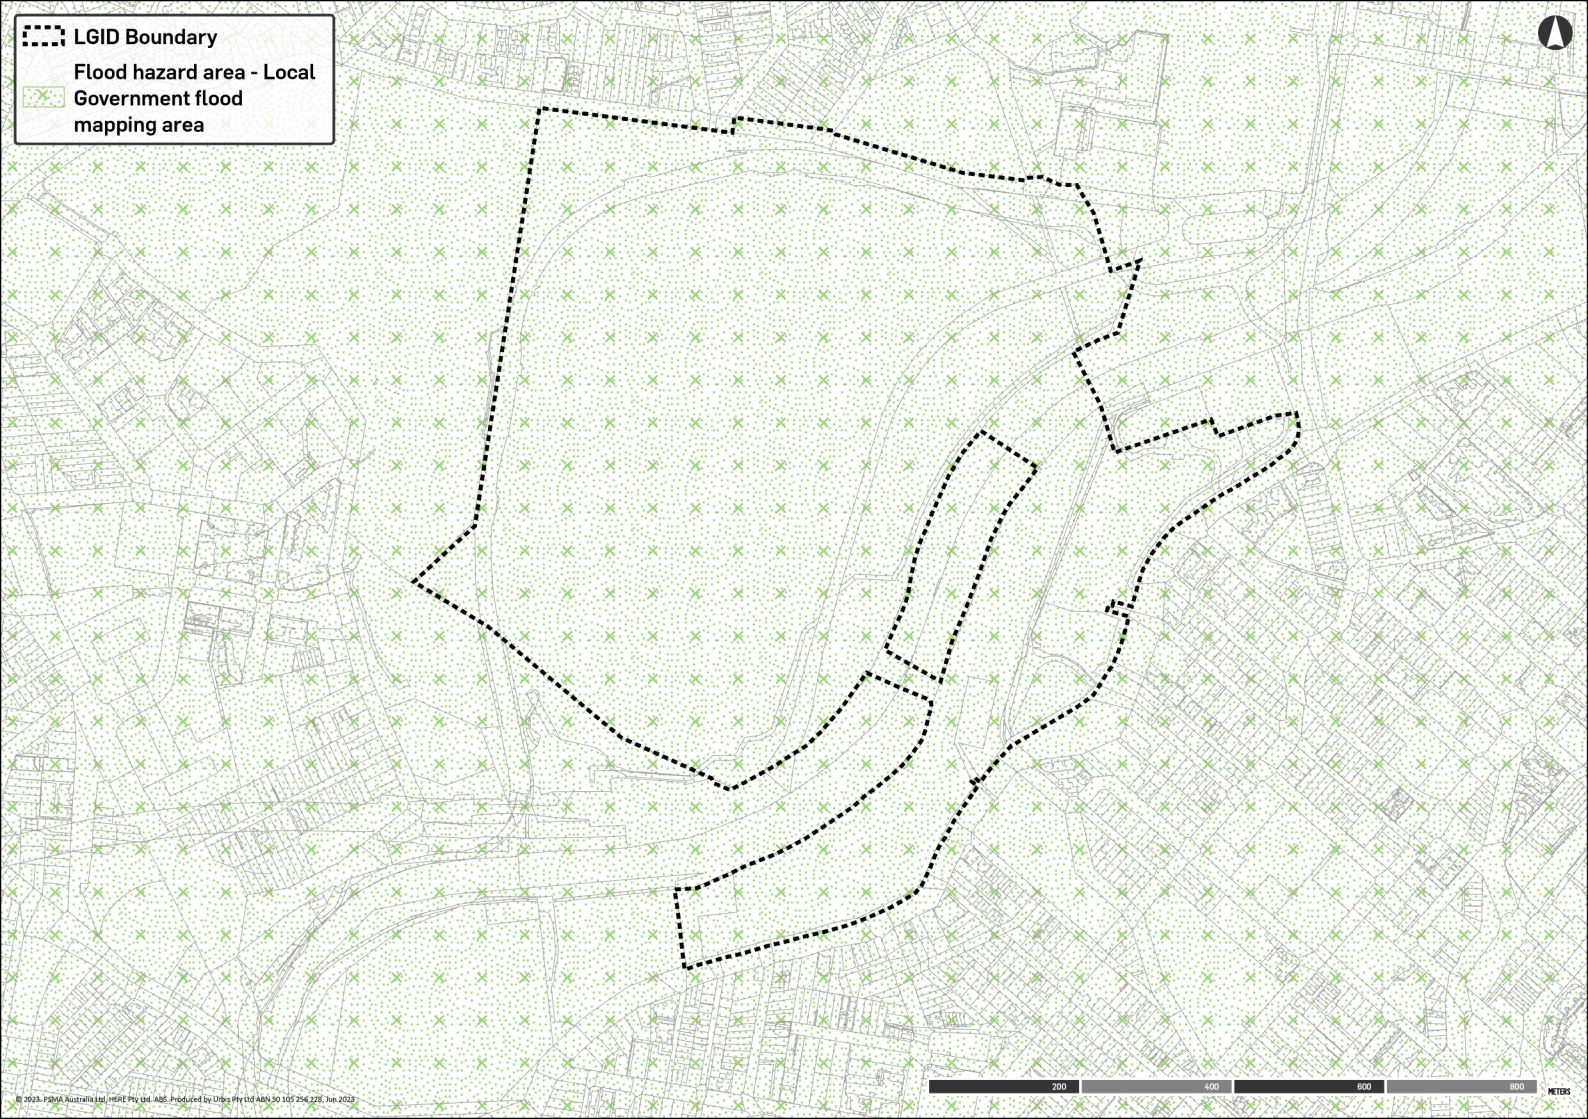 LGID Boundary
Flood hazard area - Local
Government flood
mapping area
200
400
600
800
METERS
© 2023. PSMA Australia Ltd, HERE Pty Ltd. ABS. Produced by Urbis Pty Ltd ABN 50 105 256 228, Jun 2023